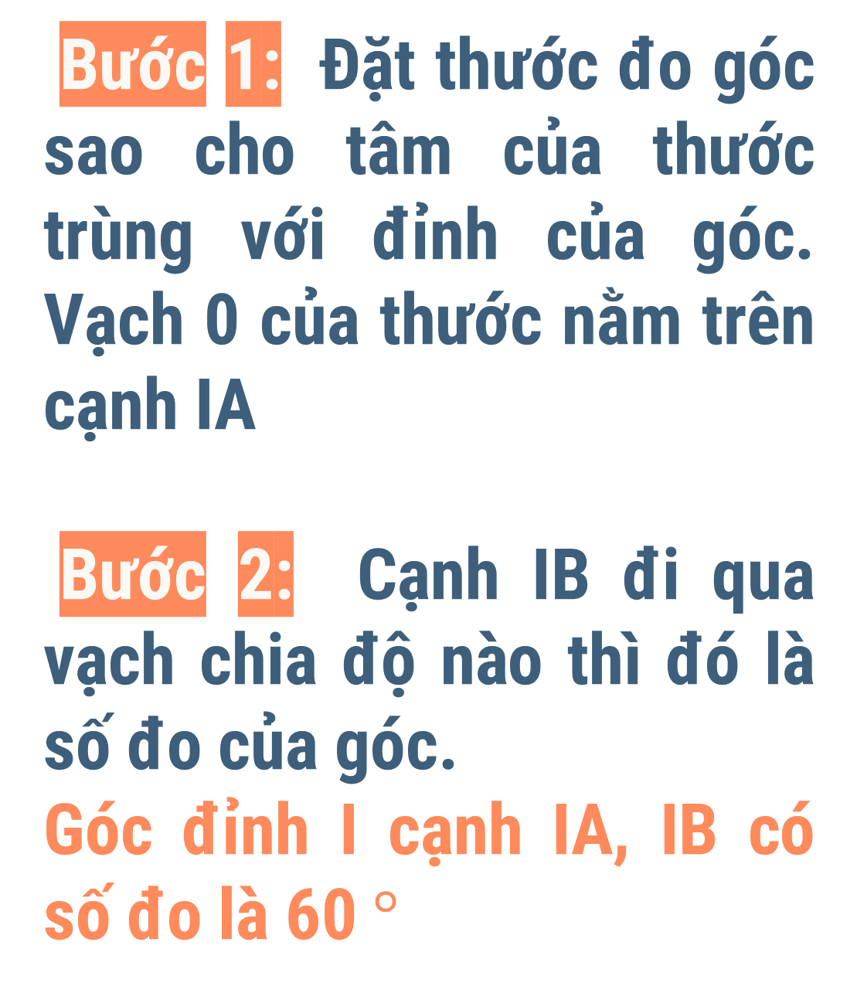 Bước 1: Đặt thước đo góc
sao cho tâm của thước
trùng với đỉnh của góc.
Vạch 0 của thước nằm trên
cạnh IA
Bước 2: Cạnh IB đi qua
vạch chia độ nào thì đó là
số đo của góc.
Góc đỉnh I cạnh IA, IB có
số đo là 60 °